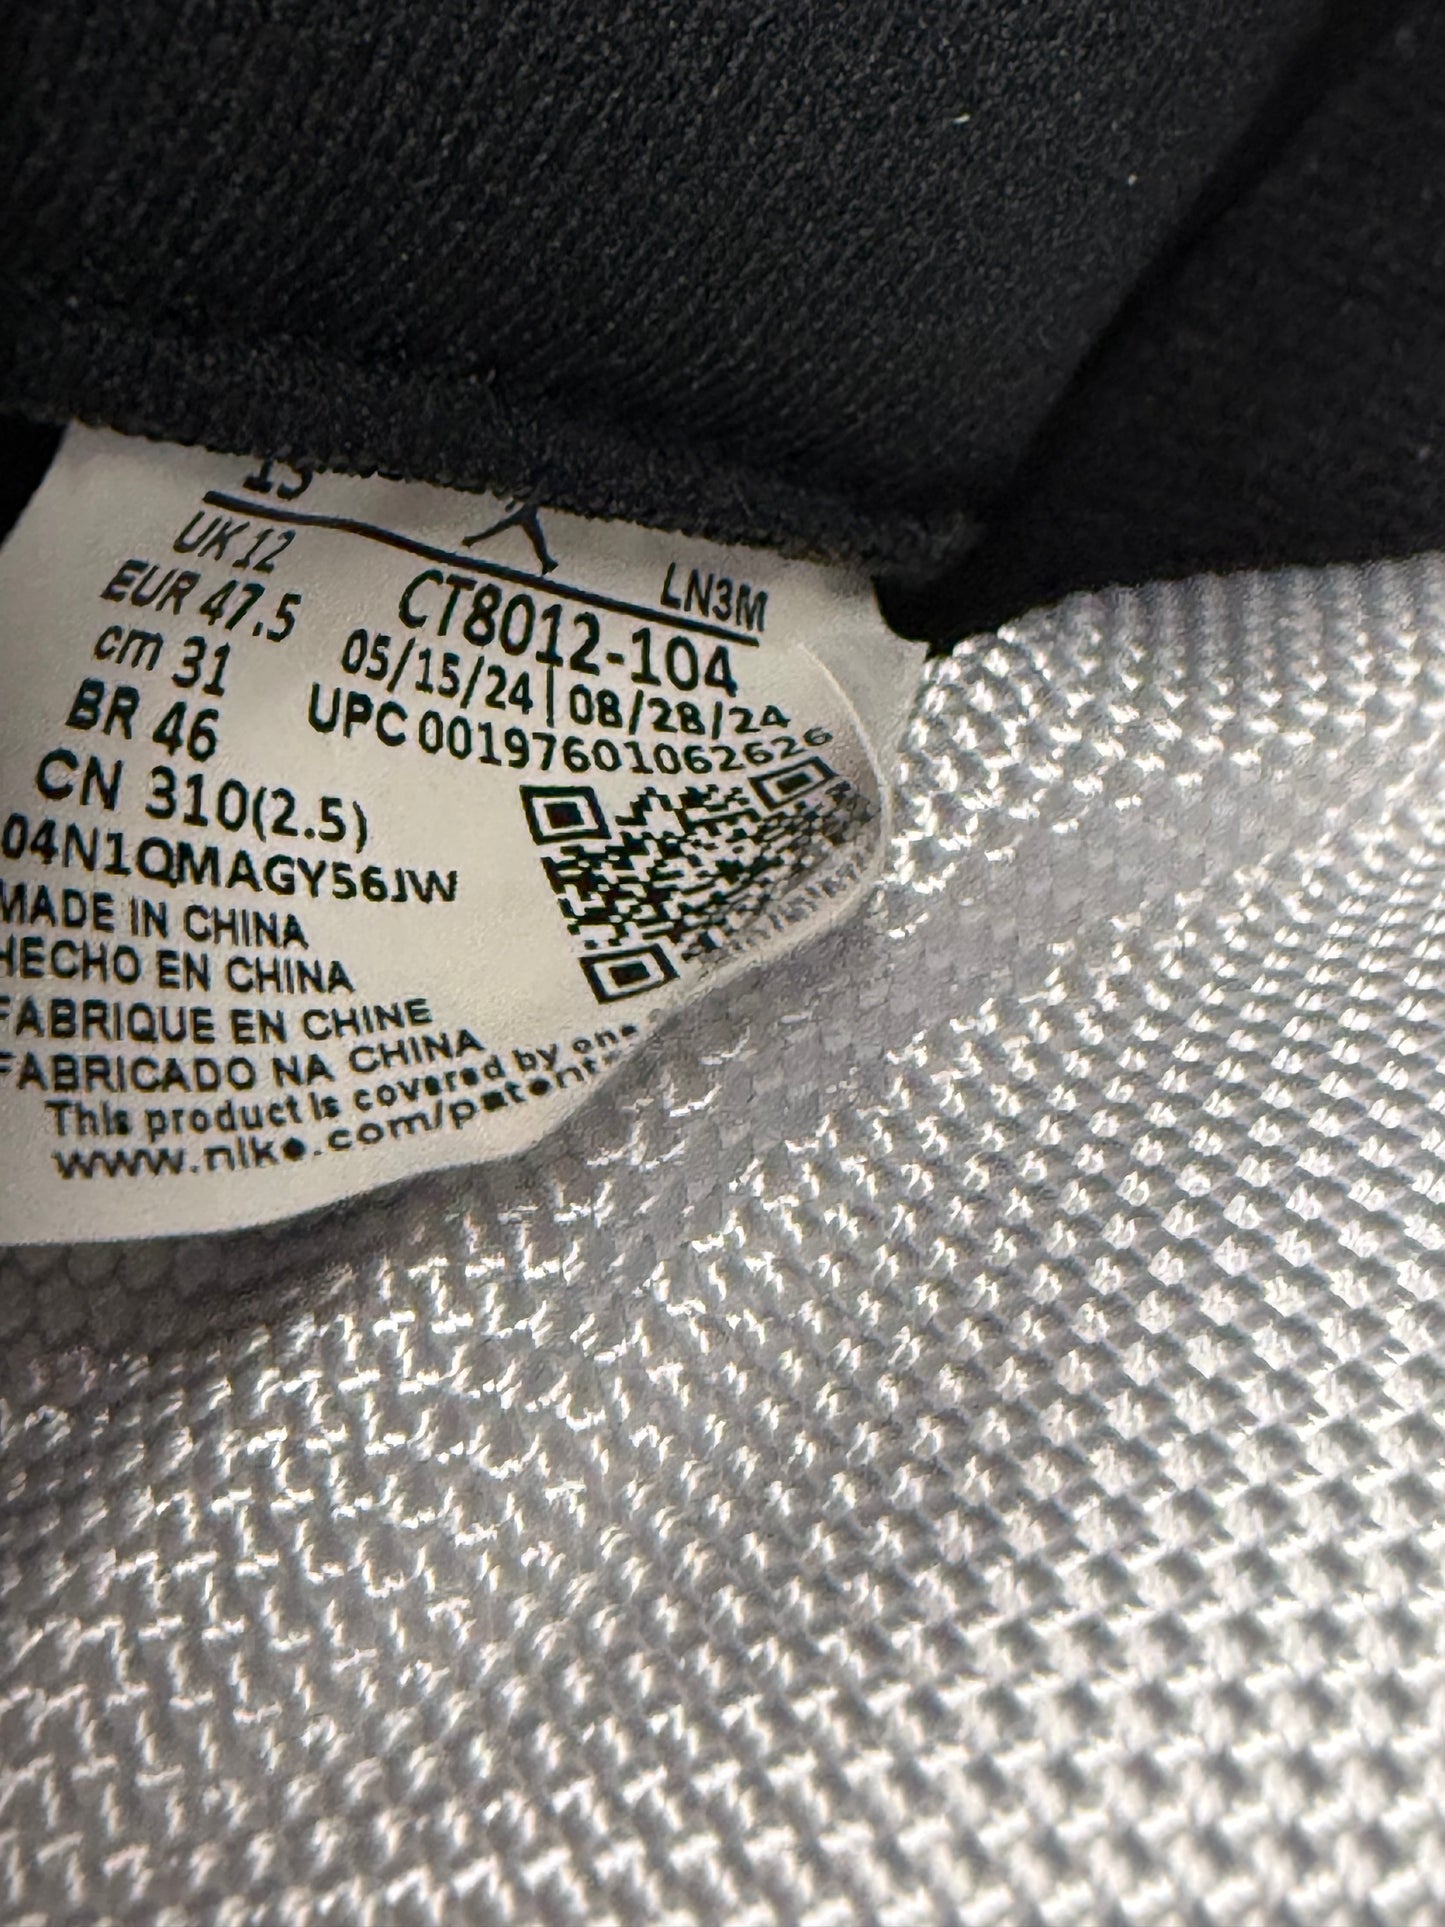 13
UK 12
LN3M
EUR 47.5
CT8012-104
cm 31
05/15/24 | 08/28/24
BR 46
UPC 00197601062626
CN 310(2.5)
04N1QMAGY56JW
MADE IN CHINA
HECHO EN CHINA
FABRIQUE EN CHINE
FABRICADO NA CHINA
This product is covered by one
www.nike.com/patent